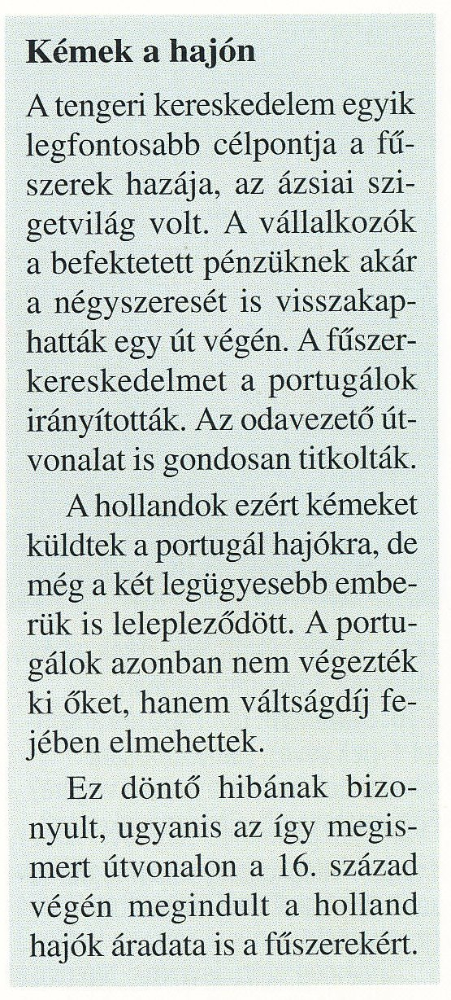 Kémek a hajón
A tengeri kereskedelem egyik
legfontosabb célpontja a fű-
szerek hazája, az ázsiai szi-
getvilág volt. A vállalkozók
a befektetett pénzüknek akár
a négyszeresét is visszakap-
hatták egy út végén. A fűszer-
kereskedelmet a portugálok
irányították. Az odavezető út-
vonalat is gondosan titkolták.
A hollandok ezért kémeket
küldtek a portugál hajókra, de
még a két legügyesebb embe-
rük is lelepleződött. A portu-
gálok azonban nem végezték
ki őket, hanem váltságdíj fe-
jében elmehettek.
Ez döntő hibának bizo-
nyult, ugyanis az így megis-
mert útvonalon a 16. század
végén megindult a holland
hajók áradata is a fűszerekért.